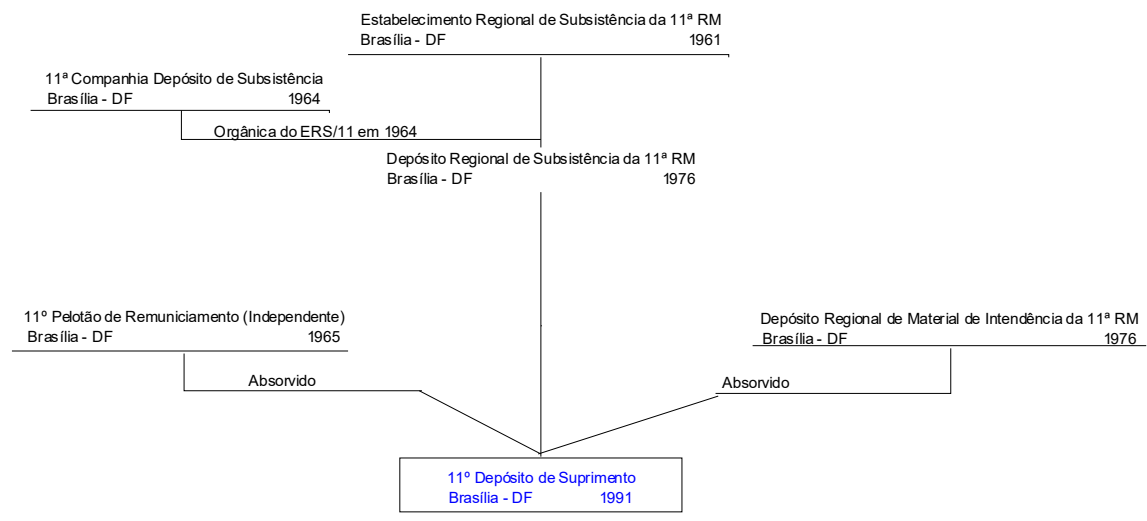 Estabelecimento Regional de Subsistência da 11ª RM
Brasília - DF 1961
11ª Companhia Depósito de Subsistência
Brasília - DF 1964
Orgânica do ERS/11 em 1964
Depósito Regional de Subsistência da 11ª RM
Brasília - DF 1976
11º Pelotão de Remuniciamento (Independente)
Brasília - DF 1965
Depósito Regional de Material de Intendência da 11ª RM
Brasília - DF 1976
Absorvido
Absorvido
11º Depósito de Suprimento
Brasília - DF 1991